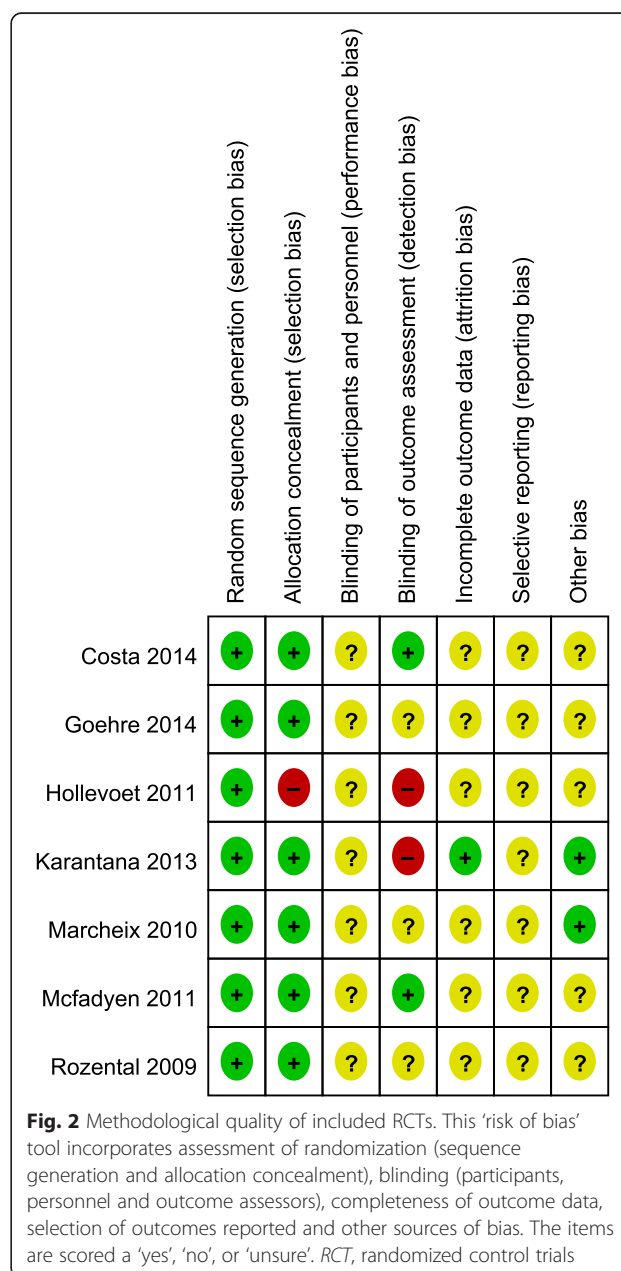 Random sequence generation (selection bias)
Allocation concealment (selection bias)
Blinding of participants and personnel (performance bias)
Blinding of outcome assessment (detection bias)
Incomplete outcome data (attrition bias)
Selective reporting (reporting bias)
Other bias
Costa 2014 + + ? + ? ? ?
Goehre 2014 + + ? ? ? ? ?
Hollevoet 2011 + – ? – ? ? ?
Karantana 2013 + + ? – + ? +
Marcheix 2010 + + ? ? ? ? +
Mcfadyen 2011 + + ? + ? ? ?
Rozental 2009 + + ? ? ? ? ?
Fig. 2 Methodological quality of included RCTs. This ‘risk of bias’
tool incorporates assessment of randomization (sequence
generation and allocation concealment), blinding (participants,
personnel and outcome assessors), completeness of outcome data,
selection of outcomes reported and other sources of bias. The items
are scored a ‘yes’, ‘no’, or ‘unsure’. RCT, randomized control trials